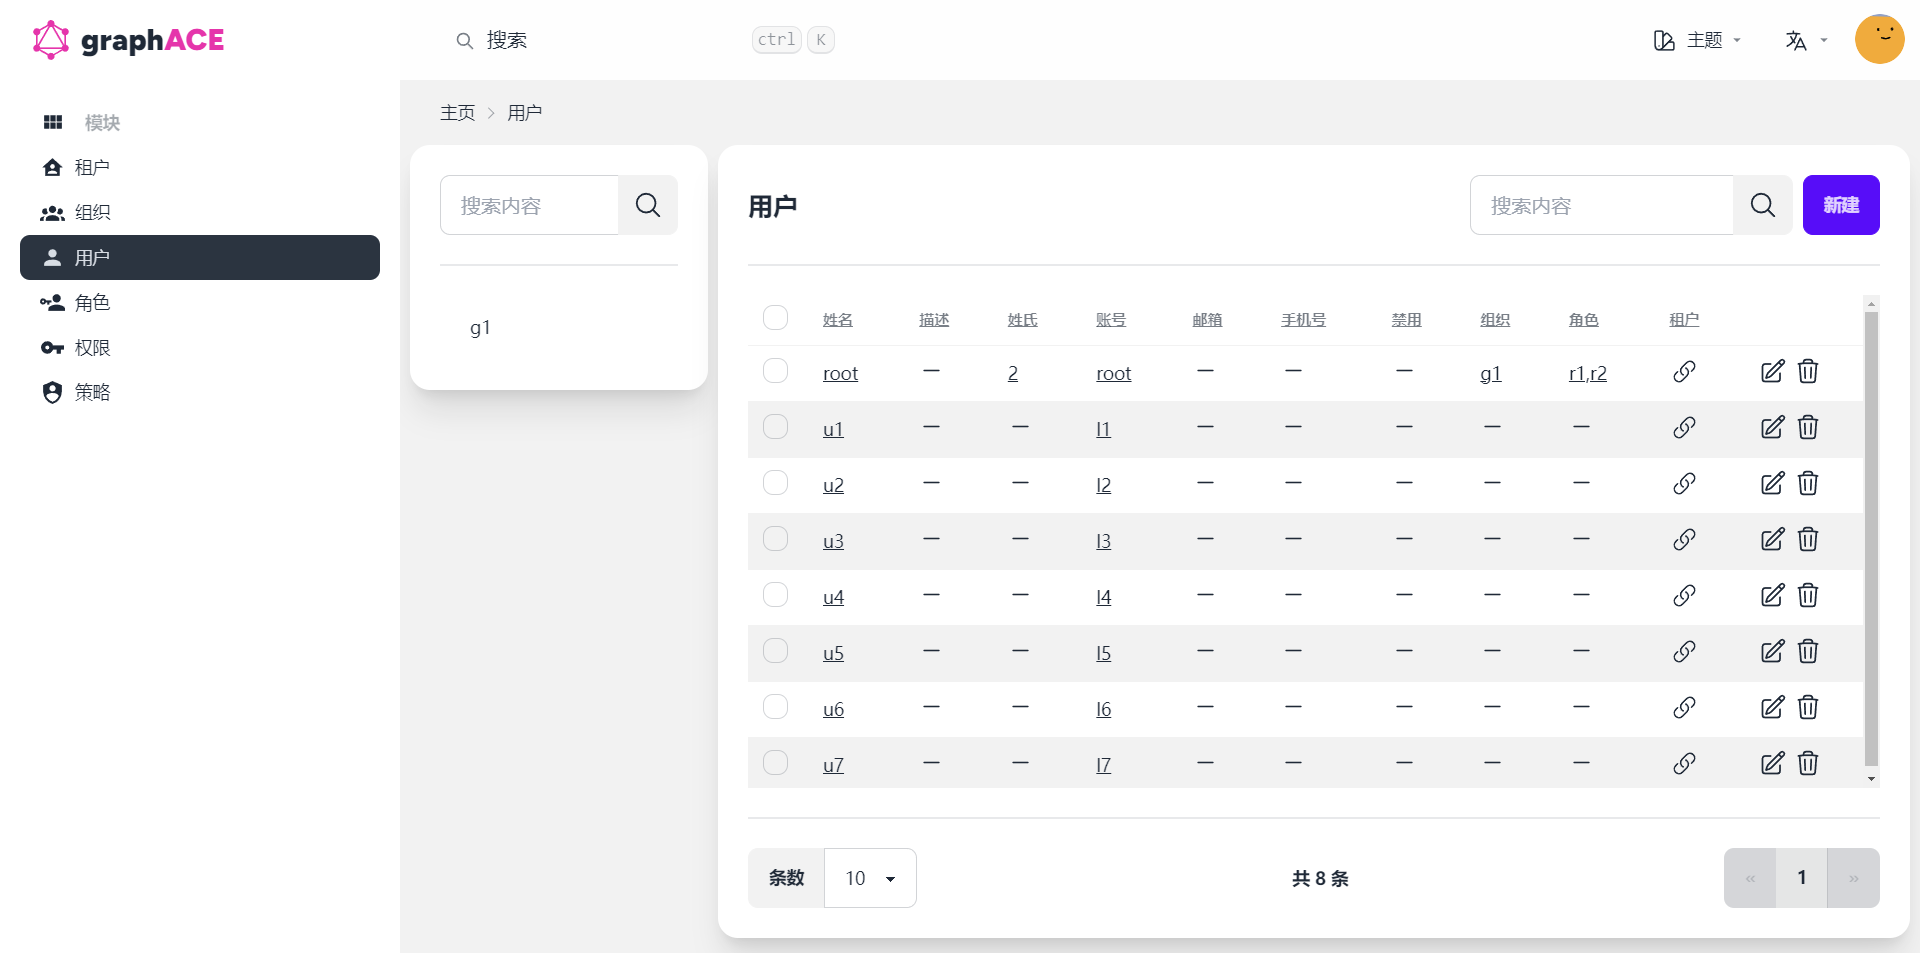 graphACE
搜索 ctrl K
主题
模块
租户
组织
用户
角色
权限
策略
主页 > 用户
搜索内容
g1
用户
搜索内容
新建
姓名 描述 姓氏 账号 邮箱 手机号 禁用 组织 角色 租户
root — 2 root — — — g1 r1,r2
u1 — — l1 — — — — —
u2 — — l2 — — — — —
u3 — — l3 — — — — —
u4 — — l4 — — — — —
u5 — — l5 — — — — —
u6 — — l6 — — — — —
u7 — — l7 — — — — —
条数 10
共 8 条
« 1 »